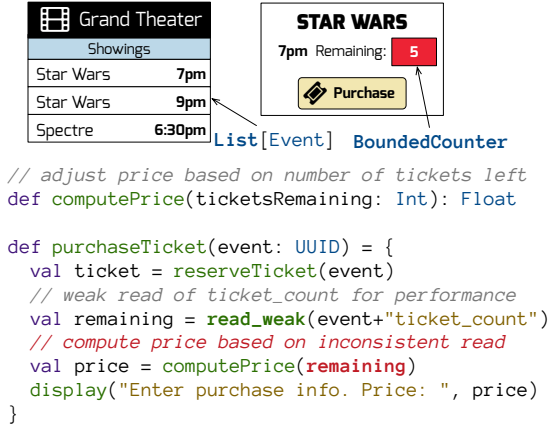 Grand Theater
Showings
Star Wars 7pm
Star Wars 9pm
Spectre 6:30pm
List[Event]
STAR WARS
7pm Remaining: 5
Purchase
BoundedCounter
// adjust price based on number of tickets left
def computePrice(ticketsRemaining: Int): Float
def purchaseTicket(event: UUID) = {
val ticket = reserveTicket(event)
// weak read of ticket_count for performance
val remaining = read_weak(event+"ticket_count")
// compute price based on inconsistent read
val price = computePrice(remaining)
display("Enter purchase info. Price: ", price)
}